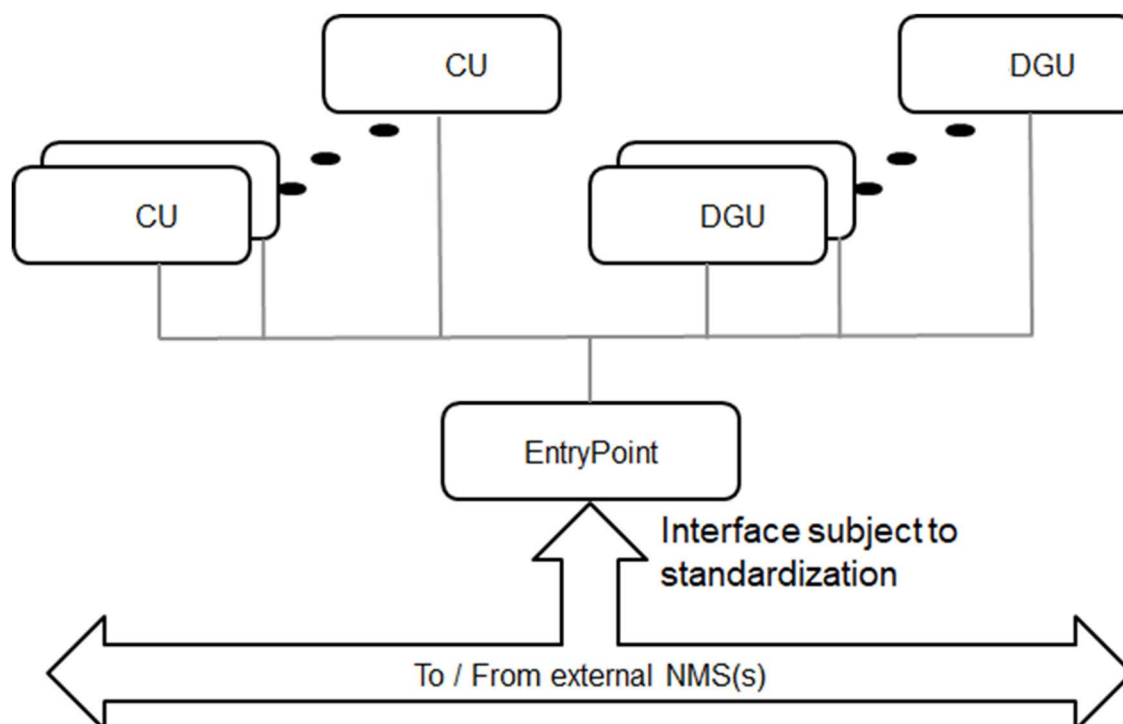 CU
DGU
CU
DGU
EntryPoint
Interface subject to
standardization
To / From external NMS(s)